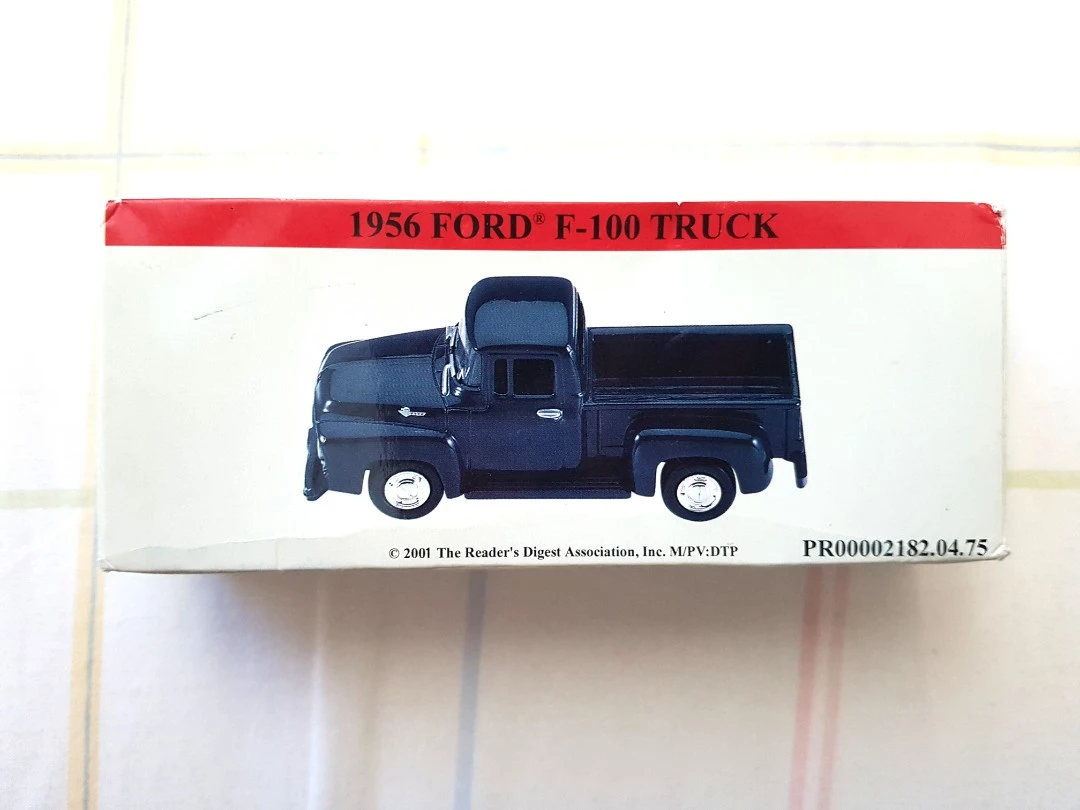 1956 FORD® F-100 TRUCK
© 2001 The Reader's Digest Association, Inc. M/PV:DTP
PR00002182.04.75